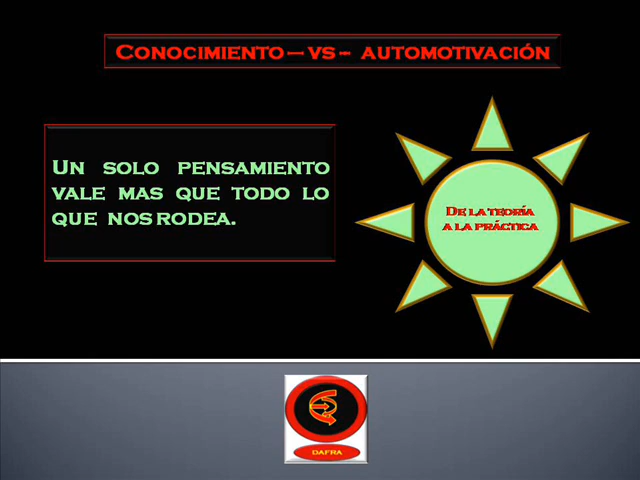 CONOCIMIENTO – VS – AUTOMOTIVACIÓN
UN SOLO PENSAMIENTO
VALE MAS QUE TODO LO
QUE NOS RODEA.
DE LA TEORÍA
A LA PRÁCTICA
DAFRA